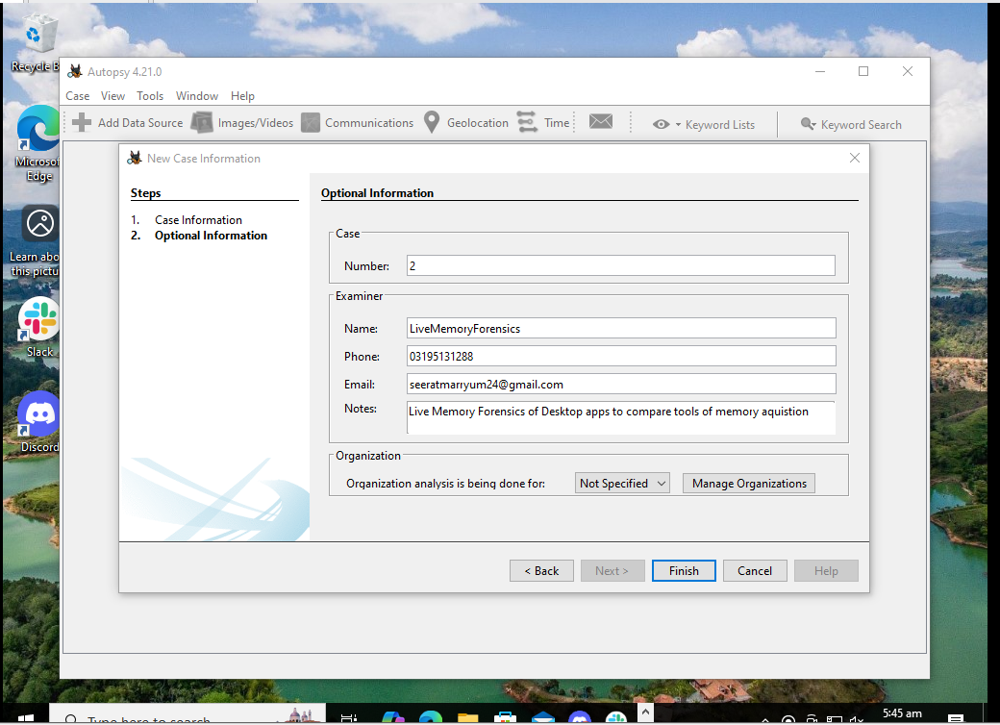 Recycle B
Autopsy 4.21.0
Case View Tools Window Help
Add Data Source Images/Videos Communications Geolocation Time Keyword Lists Keyword Search
Microsof
Edge
New Case Information
Steps
1. Case Information
2. Optional Information
Optional Information
Case
Number: 2
Examiner
Name: LiveMemoryForensics
Phone: 03195131288
Email: seeratmarryum24@gmail.com
Notes: Live Memory Forensics of Desktop apps to compare tools of memory aquistion
Organization
Organization analysis is being done for: Not Specified Manage Organizations
< Back Next > Finish Cancel Help
Learn abo
this pictu
Slack
Discord
Type here to search
5:45 am